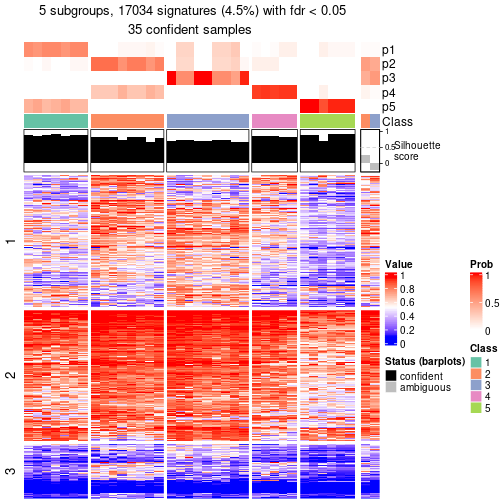 5 subgroups, 17034 signatures (4.5%) with fdr < 0.05
35 confident samples
p1
p2
p3
p4
p5
Class
1
0.5
0
Silhouette
score
1
2
3
Value
1
0.8
0.6
0.4
0.2
0
Status (barplots)
confident
ambiguous
Prob
1
0.5
0
Class
1
2
3
4
5